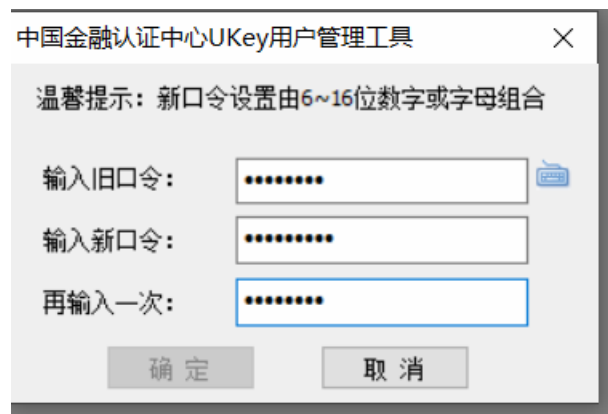 中国金融认证中心UKey用户管理工具
温馨提示：新口令设置由6~16位数字或字母组合
输入旧口令： ••••••••
输入新口令： •••••••••
再输入一次： ••••••••
确定 取消